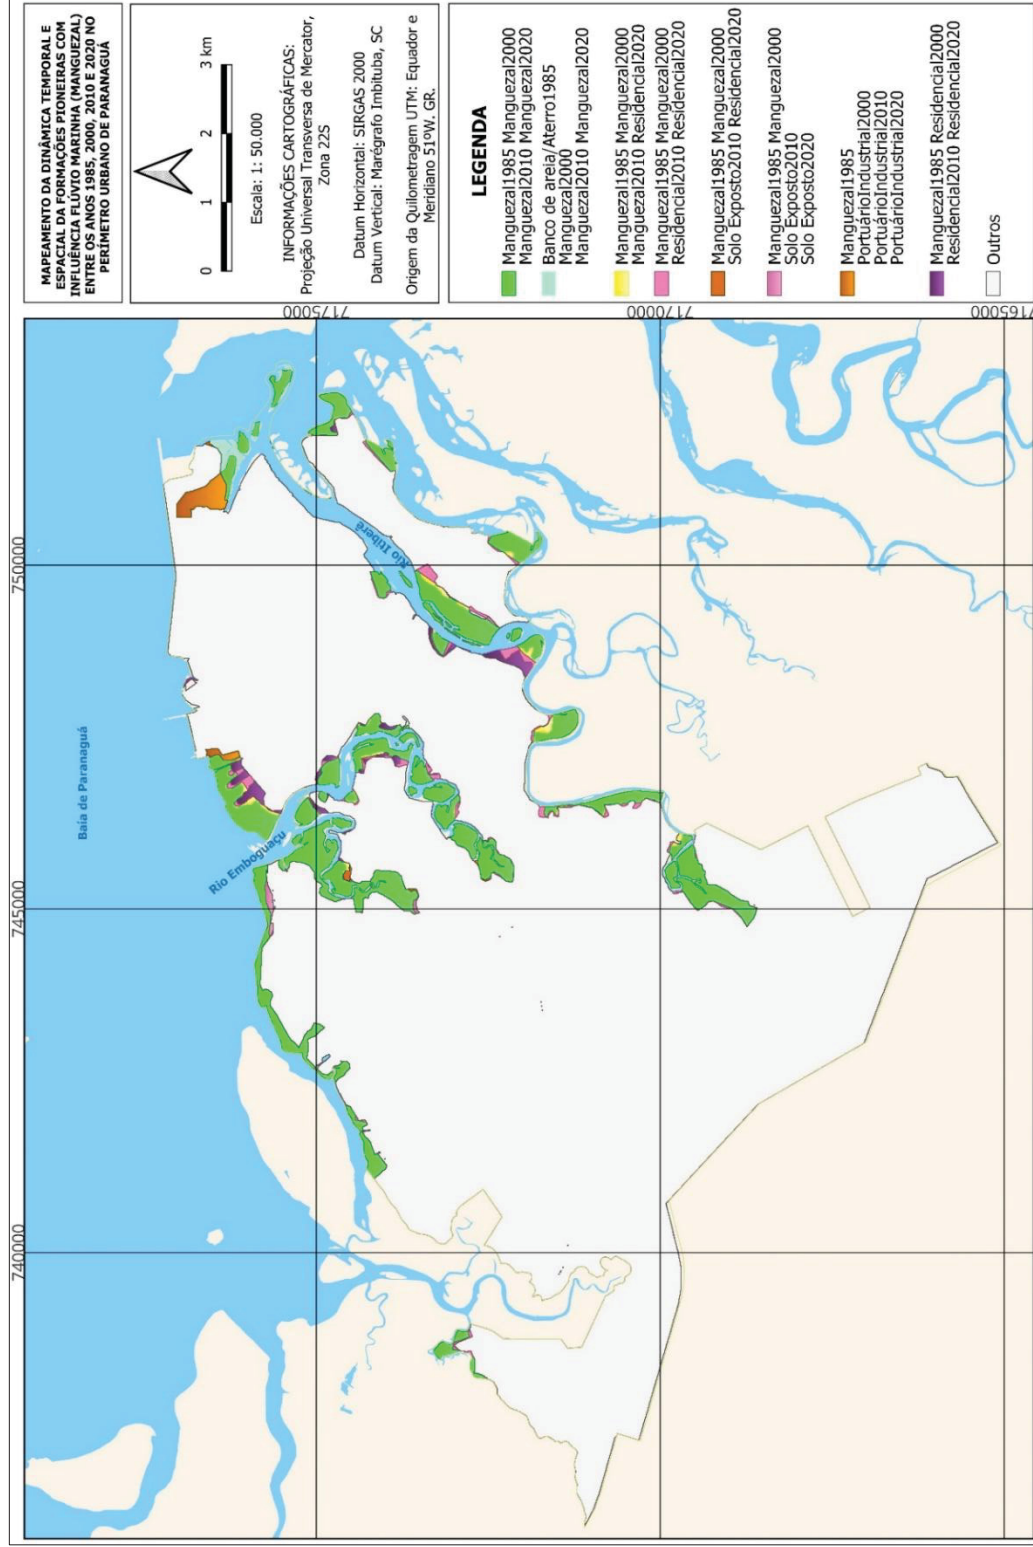 MAPEAMENTO DA DINÂMICA TEMPORAL E
ESPACIAL DA FORMAÇÕES PIONEIRAS COM
INFLUÊNCIA FLÚVIO MARINHA (MANGUEZAL)
ENTRE OS ANOS 1985, 2000, 2010 E 2020 NO
PERÍMETRO URBANO DE PARANAGUÁ
0 1 2 3 km
Escala: 1: 50.000
INFORMAÇÕES CARTOGRÁFICAS:
Projeção Universal Transversa de Mercator,
Zona 22S
Datum Horizontal: SIRGAS 2000
Datum Vertical: Marégrafo Imbituba, SC
Origem da Quilometragem UTM: Equador e
Meridiano 51ºW. GR.
LEGENDA
Manguezal1985 Manguezal2000
Manguezal2010 Manguezal2020
Banco de areia/Aterro1985
Manguezal2000
Manguezal2010 Manguezal2020
Manguezal1985 Manguezal2000
Manguezal2010 Residencial2020
Manguezal1985 Manguezal2000
Residencial2010 Residencial2020
Manguezal1985 Manguezal2000
Solo Exposto2010 Residencial2020
Manguezal1985 Manguezal2000
Solo Exposto2010
Solo Exposto2020
Manguezal1985
PortuárioIndustrial2000
PortuárioIndustrial2010
PortuárioIndustrial2020
Manguezal1985 Residencial2000
Residencial2010 Residencial2020
Outros
740000
745000
750000
7175000
7170000
7165000
Baía de Paranaguá
Rio Emboguaçu
Rio Itiberê